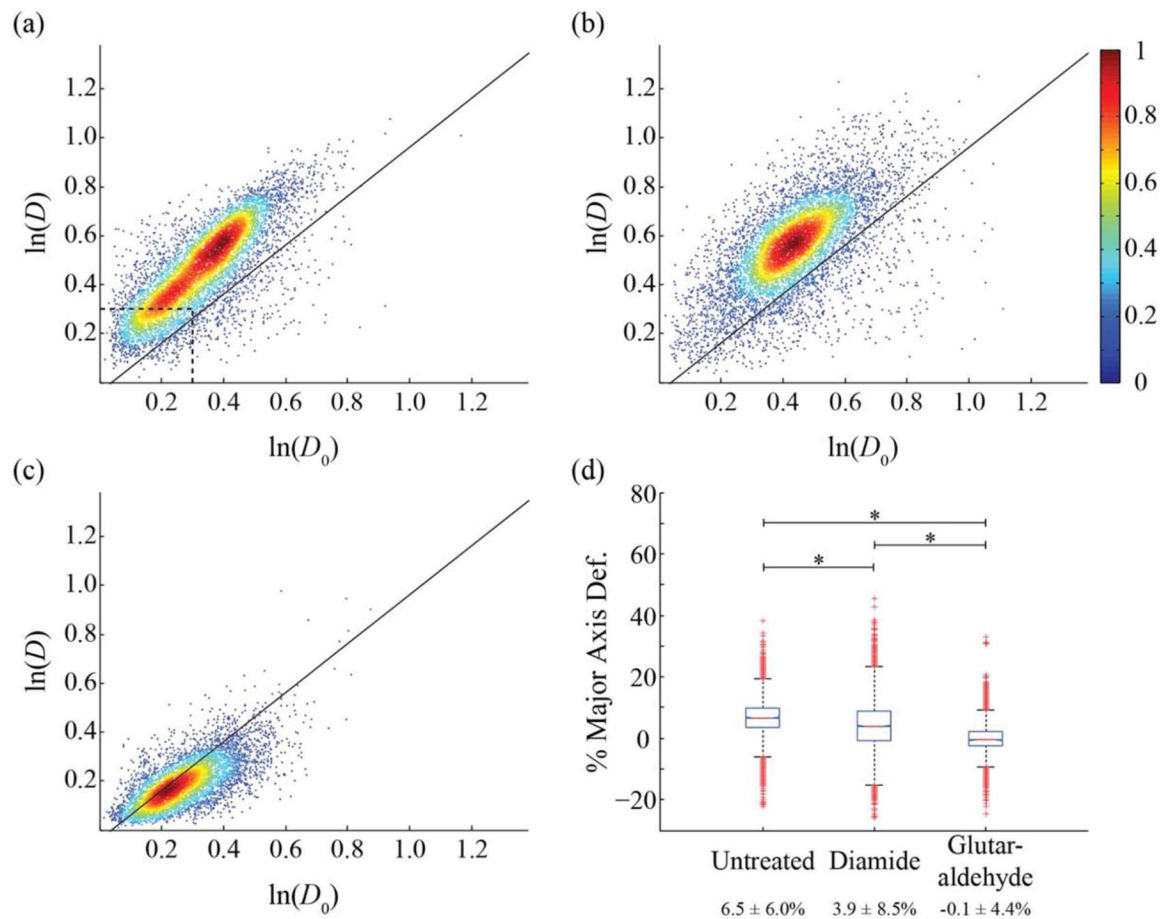 (a)
ln(D)
1.2
1.0
0.8
0.6
0.4
0.2
0.2 0.4 0.6 0.8 1.0 1.2
ln(D₀)
(b)
ln(D)
1.2
1.0
0.8
0.6
0.4
0.2
0.2 0.4 0.6 0.8 1.0 1.2
ln(D₀)
1
0.8
0.6
0.4
0.2
0
(c)
ln(D)
1.2
1.0
0.8
0.6
0.4
0.2
0.2 0.4 0.6 0.8 1.0 1.2
ln(D₀)
(d)
% Major Axis Def.
80
60
40
20
0
−20
*
*
*
Untreated Diamide Glutar-
aldehyde
6.5 ± 6.0% 3.9 ± 8.5% -0.1 ± 4.4%